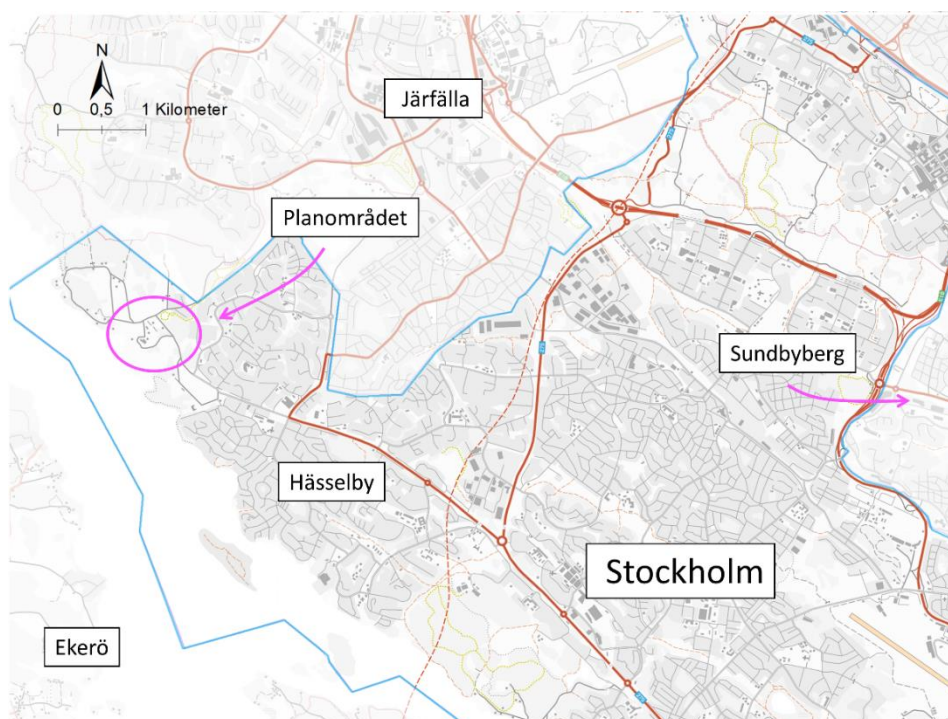 N
0 0,5 1 Kilometer
Järfälla
Planområdet
Sundbyberg
Hässelby
Stockholm
Ekerö